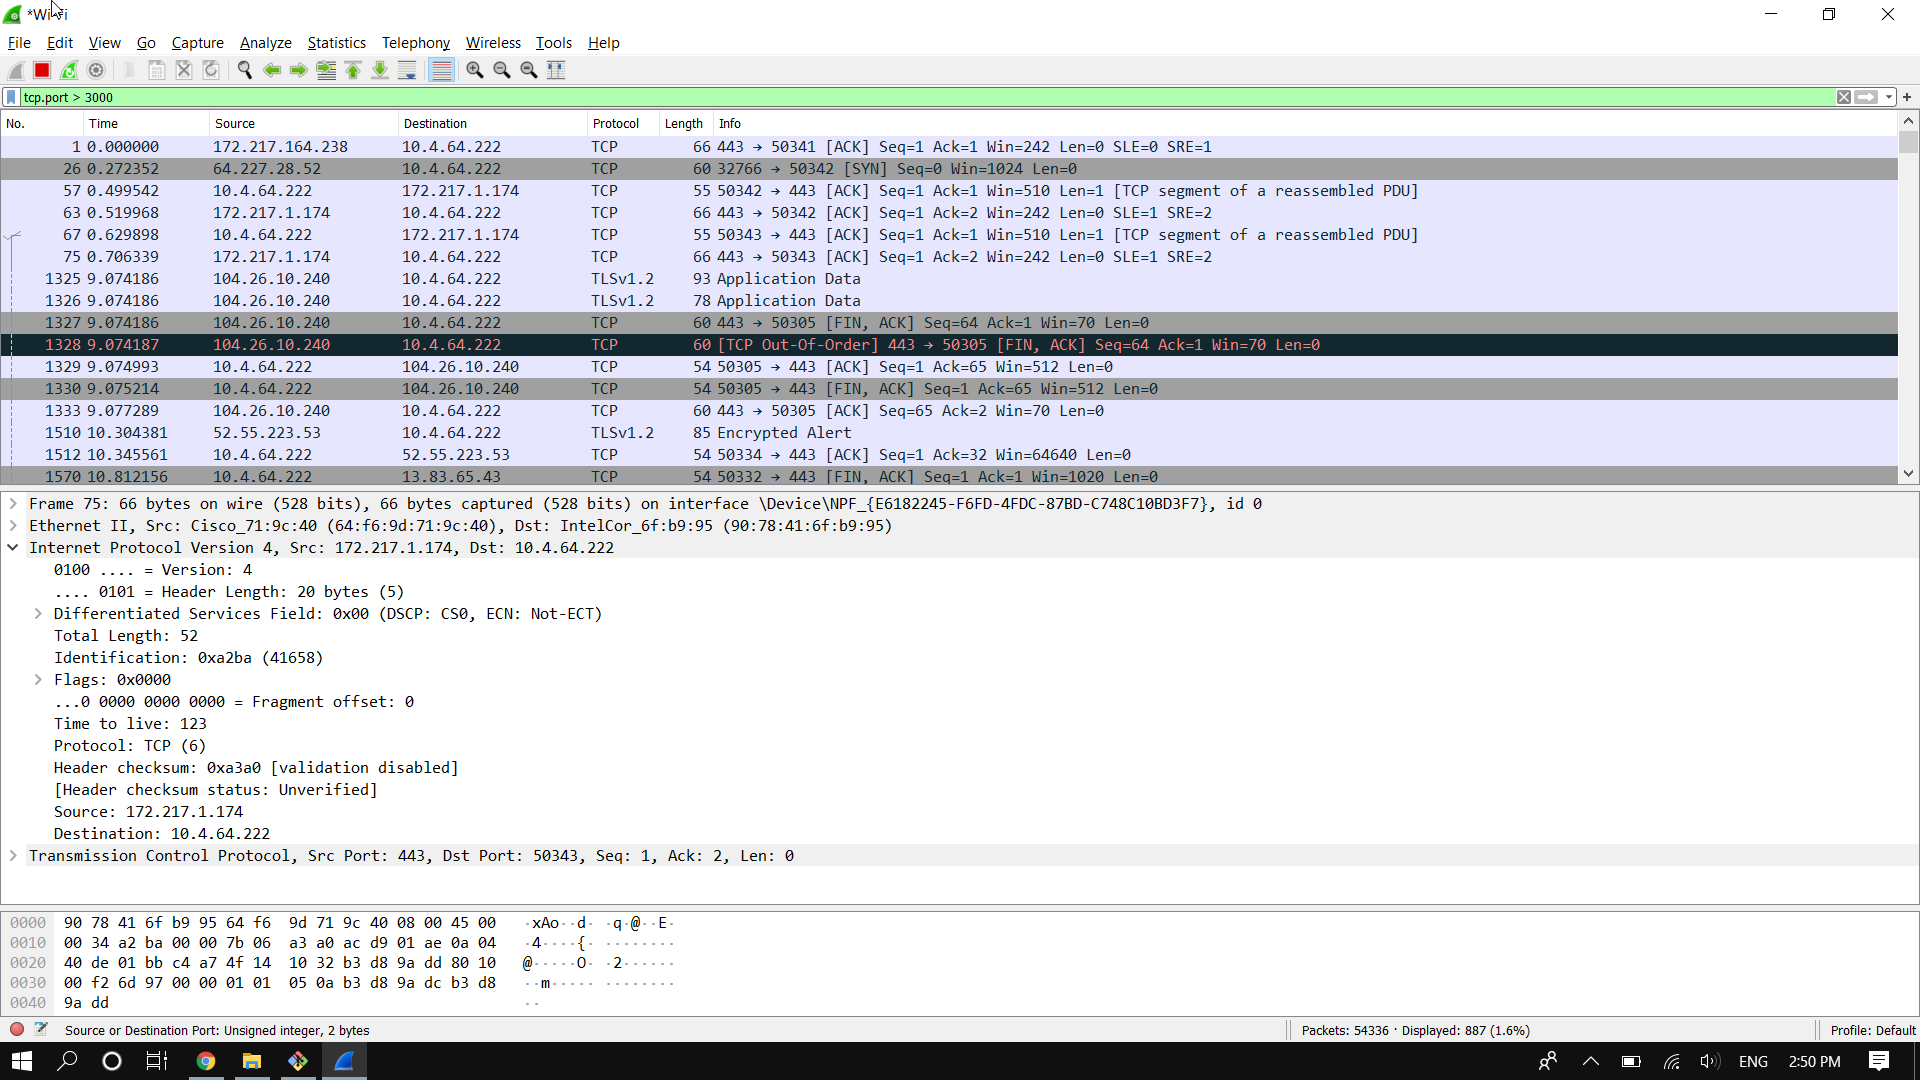 *Wi-Fi
File Edit View Go Capture Analyze Statistics Telephony Wireless Tools Help
tcp.port > 3000
No. Time Source Destination Protocol Length Info
1 0.000000 172.217.164.238 10.4.64.222 TCP 66 443 → 50341 [ACK] Seq=1 Ack=1 Win=242 Len=0 SLE=0 SRE=1
26 0.272352 64.227.28.52 10.4.64.222 TCP 60 32766 → 50342 [SYN] Seq=0 Win=1024 Len=0
57 0.499542 10.4.64.222 172.217.1.174 TCP 55 50342 → 443 [ACK] Seq=1 Ack=1 Win=510 Len=1 [TCP segment of a reassembled PDU]
63 0.519968 172.217.1.174 10.4.64.222 TCP 66 443 → 50342 [ACK] Seq=1 Ack=2 Win=242 Len=0 SLE=1 SRE=2
67 0.629898 10.4.64.222 172.217.1.174 TCP 55 50343 → 443 [ACK] Seq=1 Ack=1 Win=510 Len=1 [TCP segment of a reassembled PDU]
75 0.706339 172.217.1.174 10.4.64.222 TCP 66 443 → 50343 [ACK] Seq=1 Ack=2 Win=242 Len=0 SLE=1 SRE=2
1325 9.074186 104.26.10.240 10.4.64.222 TLSv1.2 93 Application Data
1326 9.074186 104.26.10.240 10.4.64.222 TLSv1.2 78 Application Data
1327 9.074186 104.26.10.240 10.4.64.222 TCP 60 443 → 50305 [FIN, ACK] Seq=64 Ack=1 Win=70 Len=0
1328 9.074187 104.26.10.240 10.4.64.222 TCP 60 [TCP Out-Of-Order] 443 → 50305 [FIN, ACK] Seq=64 Ack=1 Win=70 Len=0
1329 9.074993 10.4.64.222 104.26.10.240 TCP 54 50305 → 443 [ACK] Seq=1 Ack=65 Win=512 Len=0
1330 9.075214 10.4.64.222 104.26.10.240 TCP 54 50305 → 443 [FIN, ACK] Seq=1 Ack=65 Win=512 Len=0
1333 9.077289 104.26.10.240 10.4.64.222 TCP 60 443 → 50305 [ACK] Seq=65 Ack=2 Win=70 Len=0
1510 10.304381 52.55.223.53 10.4.64.222 TLSv1.2 85 Encrypted Alert
1512 10.345561 10.4.64.222 52.55.223.53 TCP 54 50334 → 443 [ACK] Seq=1 Ack=32 Win=64640 Len=0
1570 10.812156 10.4.64.222 13.83.65.43 TCP 54 50332 → 443 [FIN, ACK] Seq=1 Ack=1 Win=1020 Len=0
Frame 75: 66 bytes on wire (528 bits), 66 bytes captured (528 bits) on interface \Device\NPF_{E6182245-F6FD-4FDC-87BD-C748C10BD3F7}, id 0
Ethernet II, Src: Cisco_71:9c:40 (64:f6:9d:71:9c:40), Dst: IntelCor_6f:b9:95 (90:78:41:6f:b9:95)
Internet Protocol Version 4, Src: 172.217.1.174, Dst: 10.4.64.222
0100 .... = Version: 4
.... 0101 = Header Length: 20 bytes (5)
Differentiated Services Field: 0x00 (DSCP: CS0, ECN: Not-ECT)
Total Length: 52
Identification: 0xa2ba (41658)
Flags: 0x0000
...0 0000 0000 0000 = Fragment offset: 0
Time to live: 123
Protocol: TCP (6)
Header checksum: 0xa3a0 [validation disabled]
[Header checksum status: Unverified]
Source: 172.217.1.174
Destination: 10.4.64.222
Transmission Control Protocol, Src Port: 443, Dst Port: 50343, Seq: 1, Ack: 2, Len: 0
0000 90 78 41 6f b9 95 64 f6 9d 71 9c 40 08 00 45 00 ·xAo··d· ·q·@··E·
0010 00 34 a2 ba 00 00 7b 06 a3 a0 ac d9 01 ae 0a 04 ·4····{· ········
0020 40 de 01 bb c4 a7 4f 14 10 32 b3 d8 9a dd 80 10 @·····O· ·2······
0030 00 f2 6d 97 00 00 01 01 05 0a b3 d8 9a dc b3 d8 ··m····· ········
0040 9a dd ··
Source or Destination Port: Unsigned integer, 2 bytes Packets: 54336 · Displayed: 887 (1.6%) Profile: Default
ENG 2:50 PM